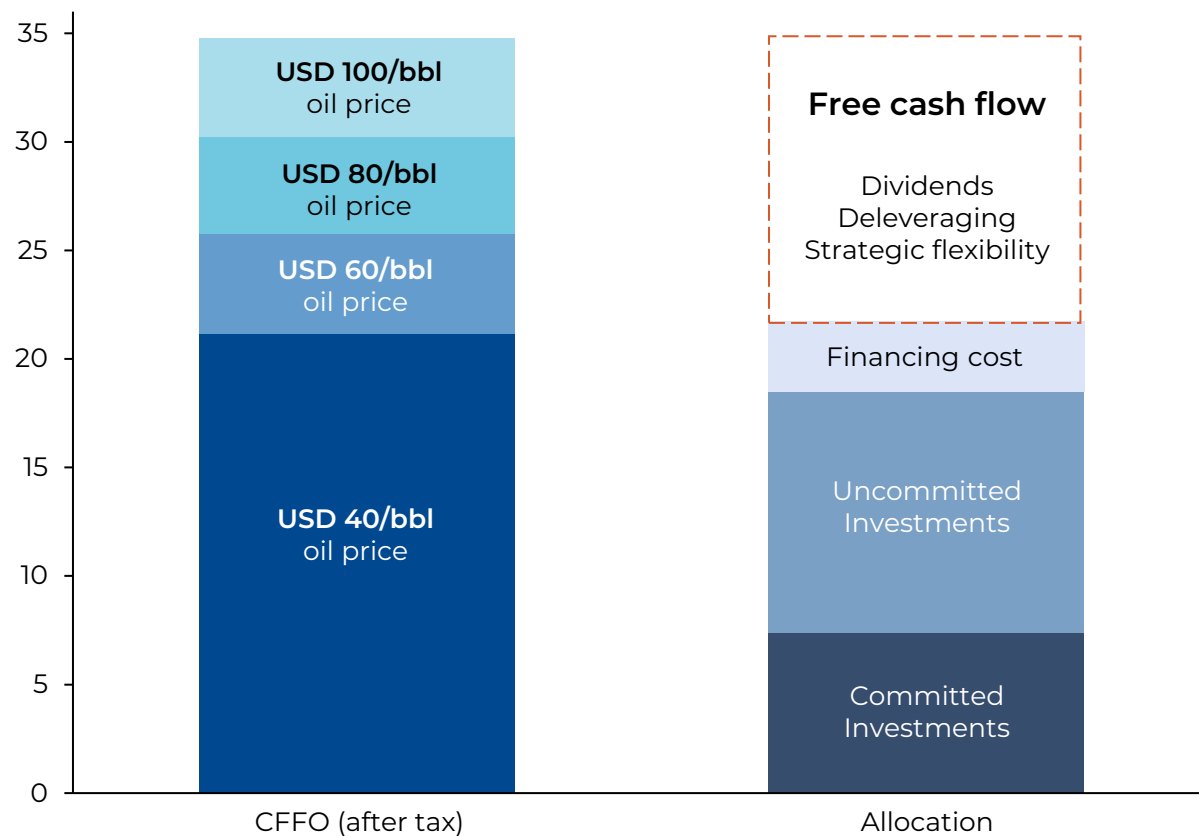 35
30
25
20
15
10
5
0
USD 100/bbl
oil price
USD 80/bbl
oil price
USD 60/bbl
oil price
USD 40/bbl
oil price
CFFO (after tax)
Free cash flow
Dividends
Deleveraging
Strategic flexibility
Financing cost
Uncommitted
Investments
Committed
Investments
Allocation